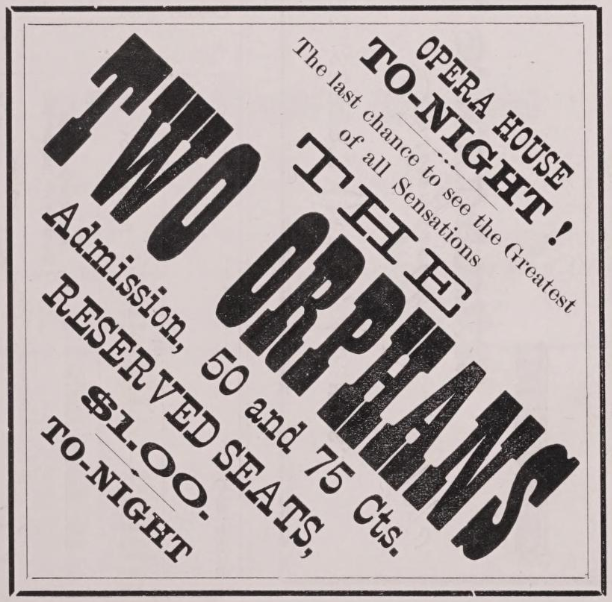 OPERA HOUSE
TO-NIGHT!
The last chance to see the Greatest
of all Sensations
THE
TWO ORPHANS
Admission, 50 and 75 Cts.
RESERVED SEATS,
$1.00.
TO-NIGHT